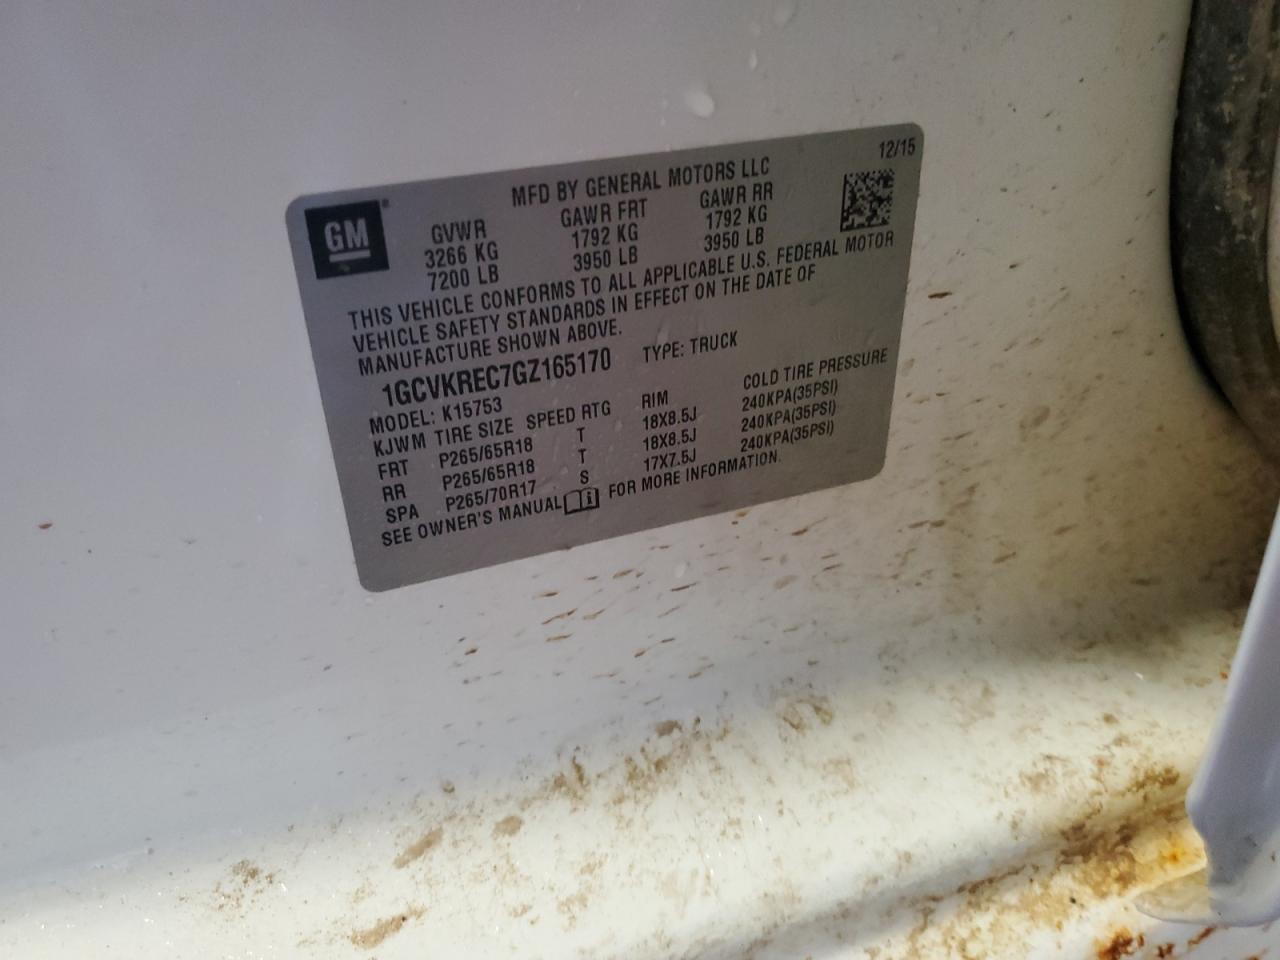 12/15
MFD BY GENERAL MOTORS LLC
GM®
GVWR GAWR FRT GAWR RR
3266 KG 1792 KG 1792 KG
7200 LB 3950 LB 3950 LB
THIS VEHICLE CONFORMS TO ALL APPLICABLE U.S. FEDERAL MOTOR
VEHICLE SAFETY STANDARDS IN EFFECT ON THE DATE OF
MANUFACTURE SHOWN ABOVE.
1GCVKREC7GZ165170 TYPE: TRUCK
MODEL: K15753
KJWM TIRE SIZE SPEED RTG RIM COLD TIRE PRESSURE
FRT P265/65R18 T 18X8.5J 240KPA(35PSI)
RR P265/65R18 T 18X8.5J 240KPA(35PSI)
SPA P265/70R17 S 17X7.5J 240KPA(35PSI)
SEE OWNER'S MANUAL FOR MORE INFORMATION.